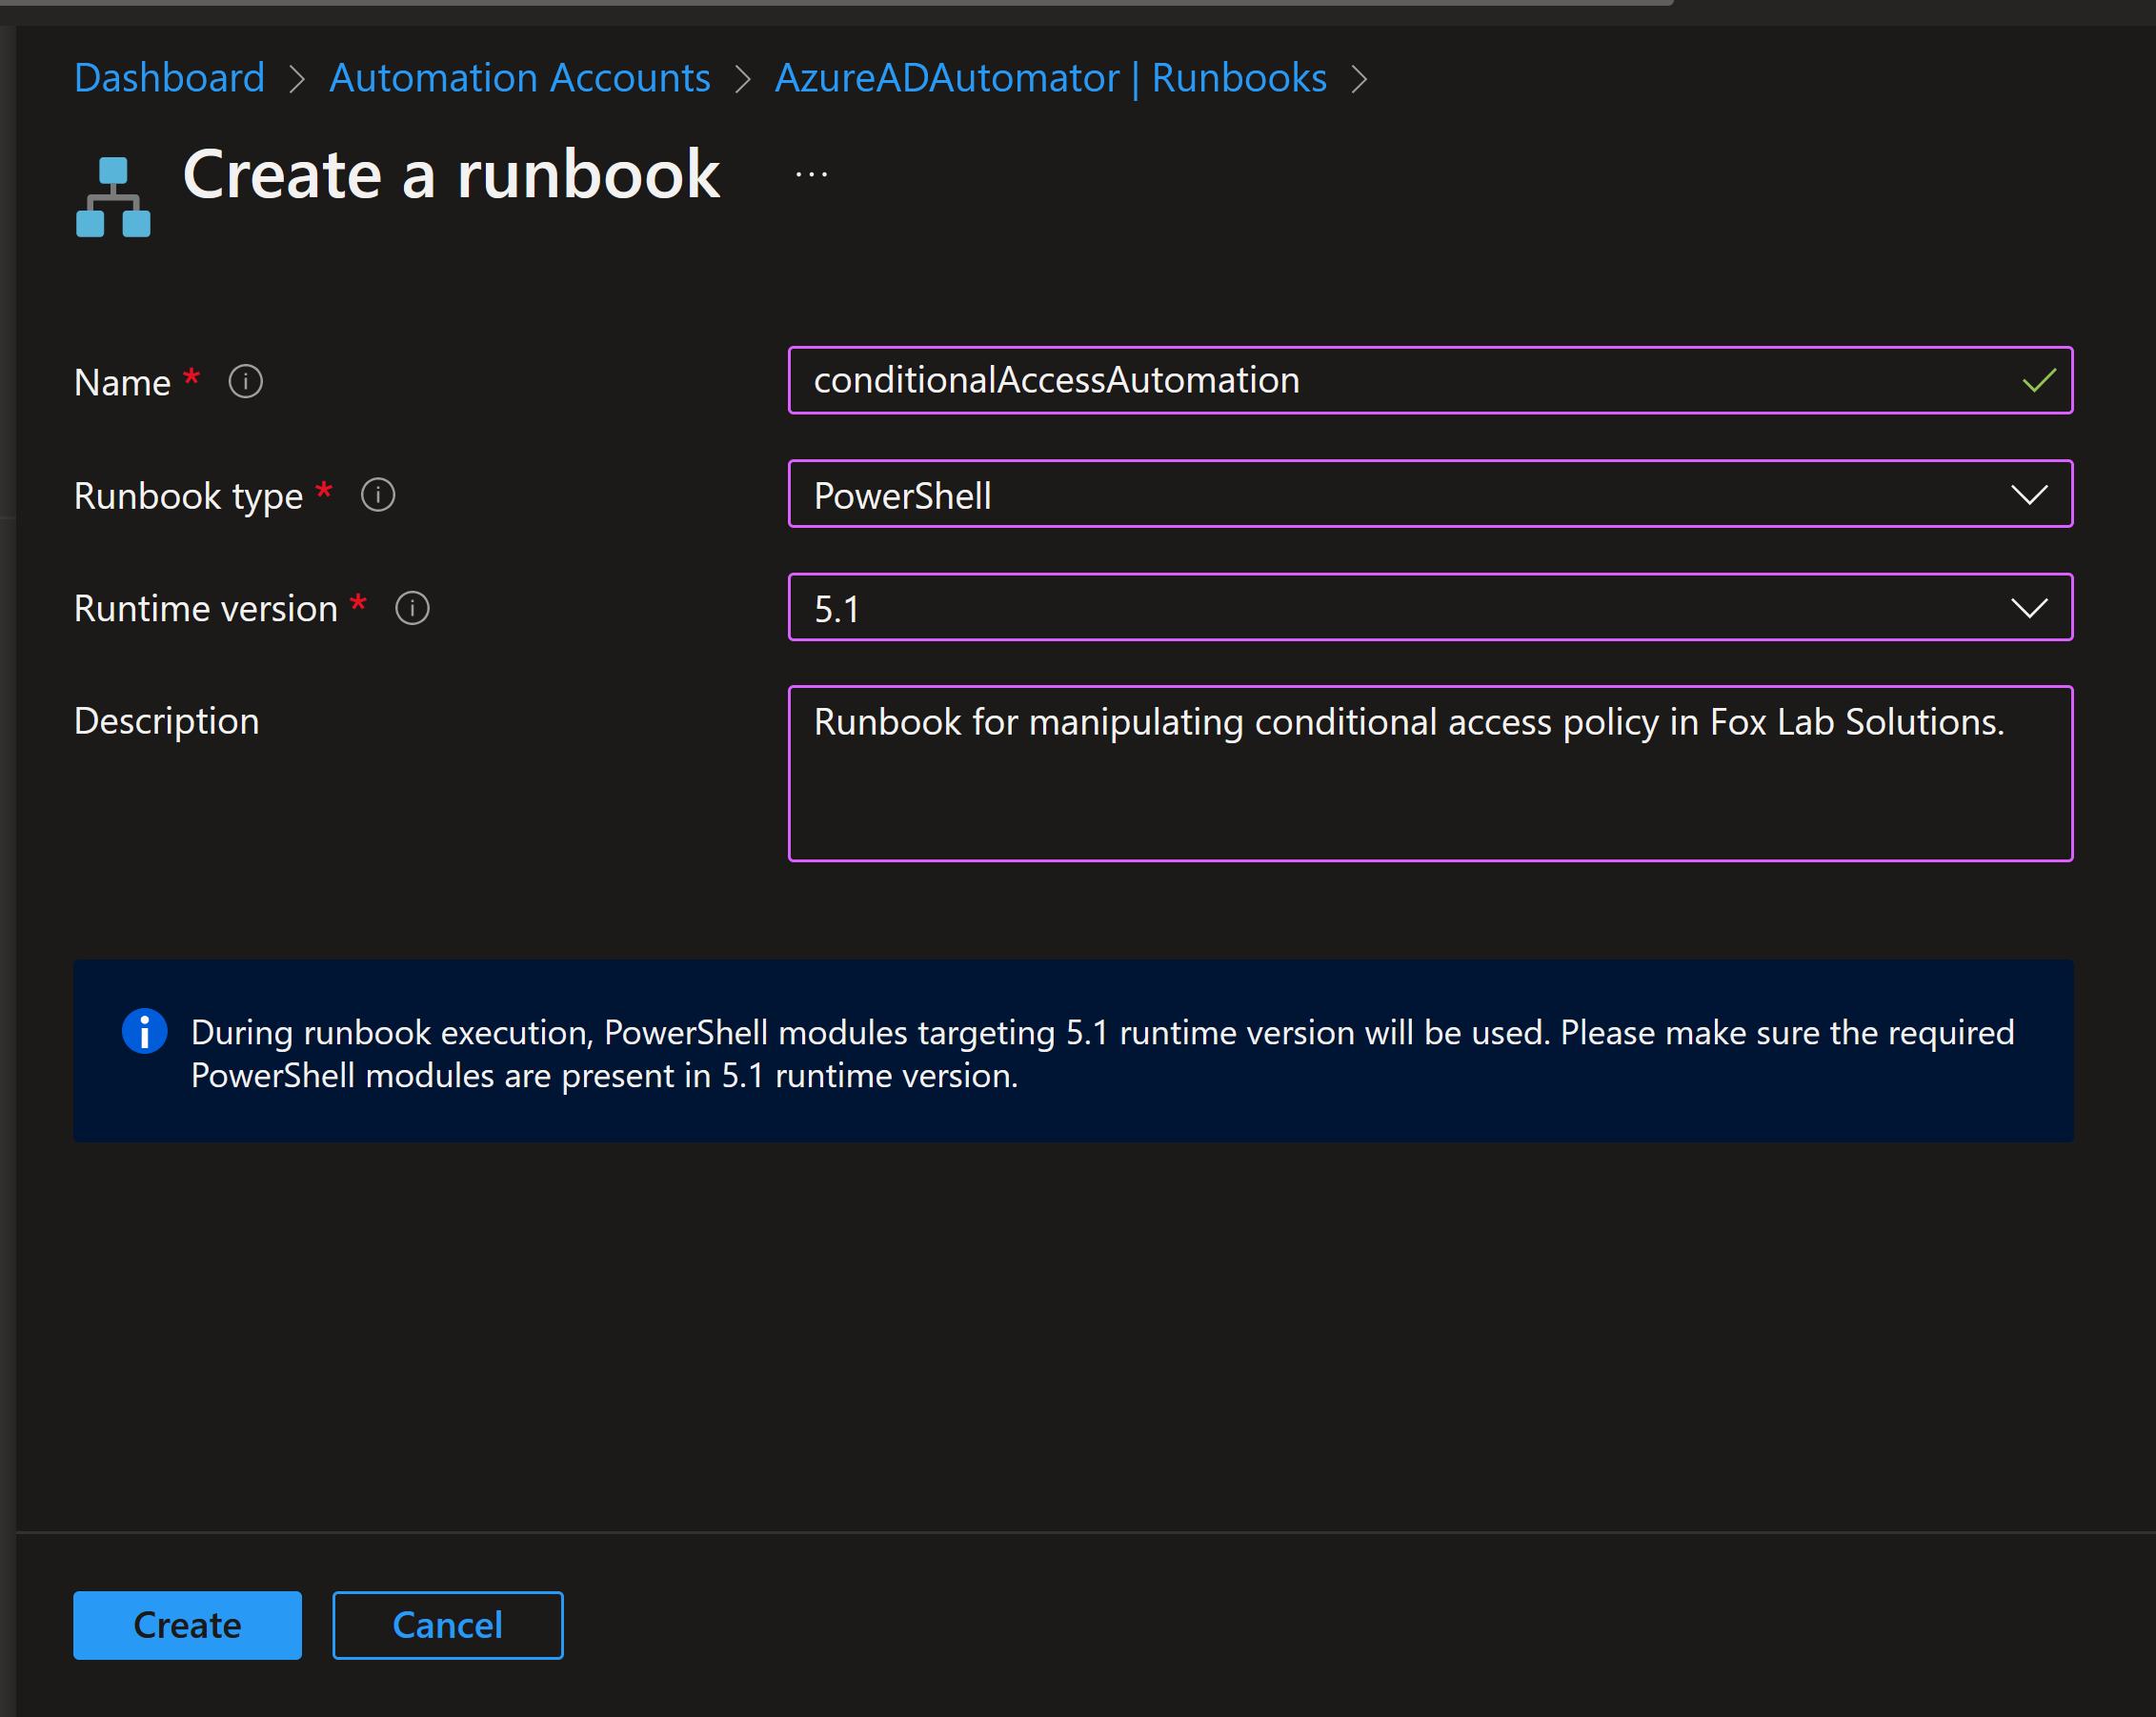 Dashboard > Automation Accounts > AzureADAutomator | Runbooks >
Create a runbook ...
Name * conditionalAccessAutomation
Runbook type * PowerShell
Runtime version * 5.1
Description Runbook for manipulating conditional access policy in Fox Lab Solutions.
During runbook execution, PowerShell modules targeting 5.1 runtime version will be used. Please make sure the required
PowerShell modules are present in 5.1 runtime version.
Create Cancel